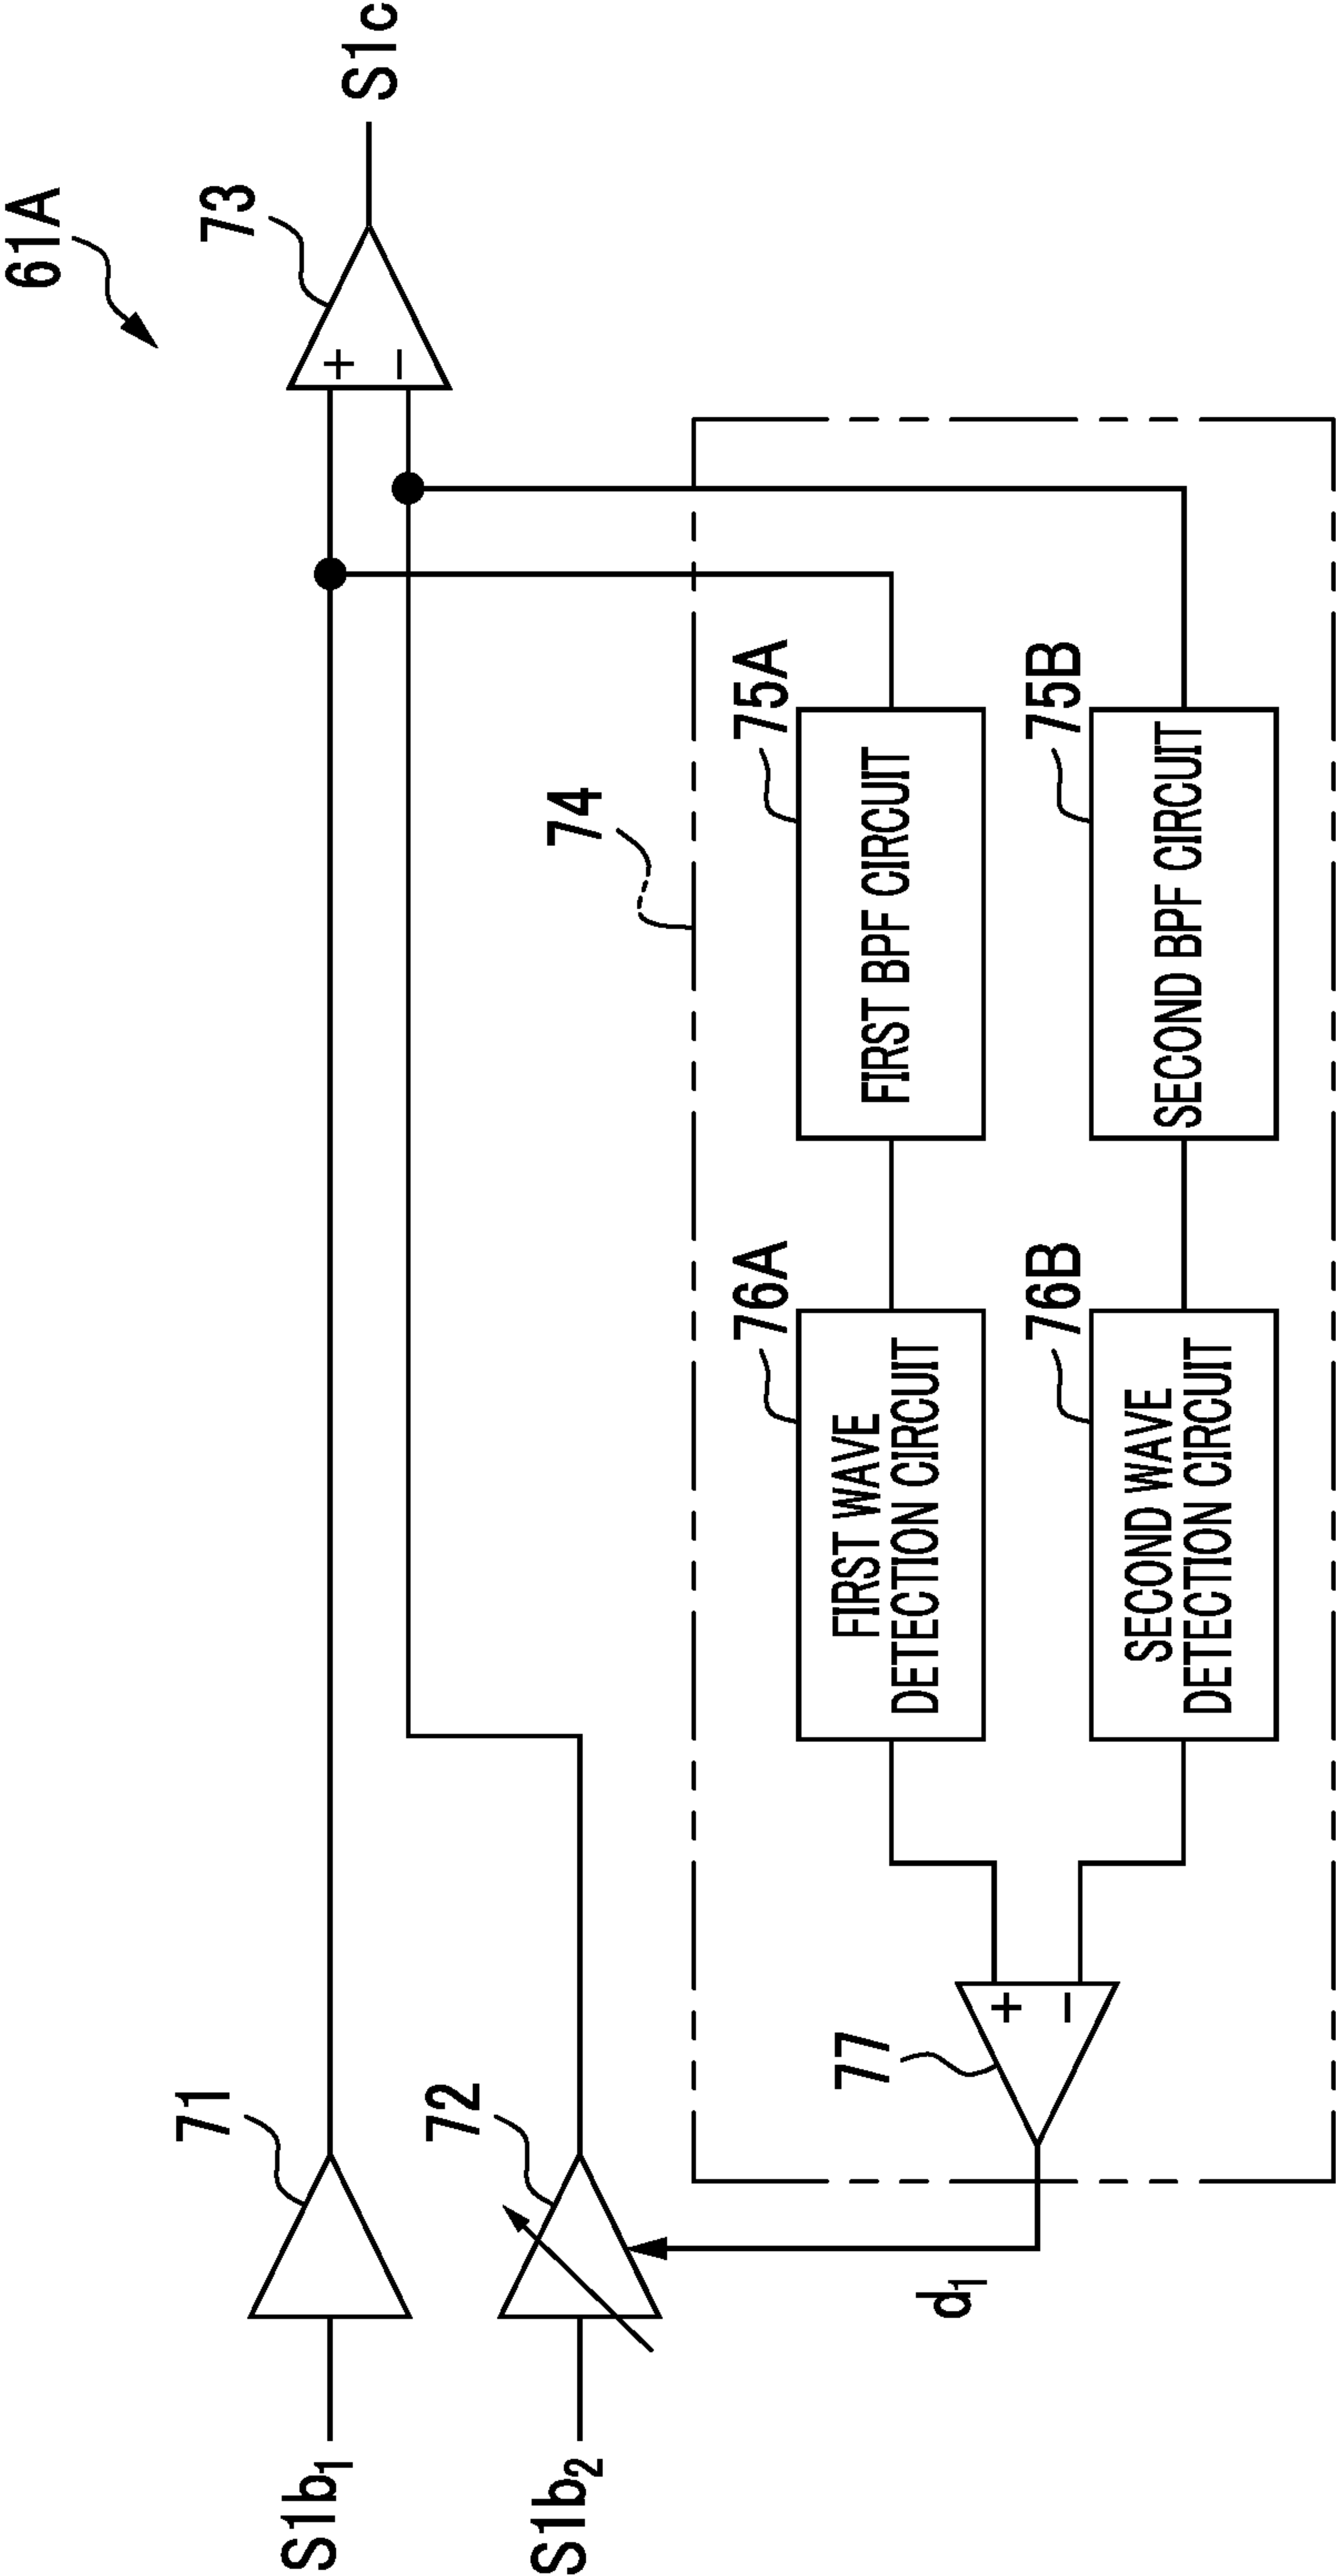 61A
S1b1
71
73
S1c
+
−
S1b2
72
74
76A
75A
FIRST WAVE
DETECTION CIRCUIT
FIRST BPF CIRCUIT
77
+
−
76B
75B
SECOND WAVE
DETECTION CIRCUIT
SECOND BPF CIRCUIT
d1